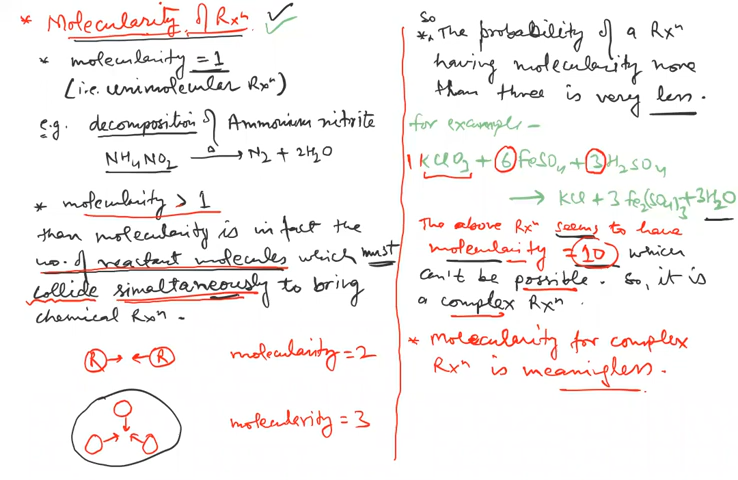 * Molecularity of Rxⁿ
* molecularity = 1
(i.e. unimolecular Rxⁿ)
e.g. decomposition of Ammonium nitrite
NH₄NO₂ →Δ N₂ + 2H₂O
* molecularity > 1
than molecularity is in fact the
no. of reactant molecules which must
collide simultaneously to bring
chemical Rxⁿ.
R → ← R molecularity = 2
molecularity = 3
so
** The probability of a Rxⁿ
having molecularity more
than three is very less.
for example –
1 KClO₃ + 6 FeSO₄ + 3 H₂SO₄
→ KCl + 3 Fe₂(SO₄)₃ + 3H₂O
The above Rxⁿ seems to have
molecularity = 10 which
can't be possible. So, it is
a complex Rxⁿ.
* Molecularity for complex
Rxⁿ is meaningless.